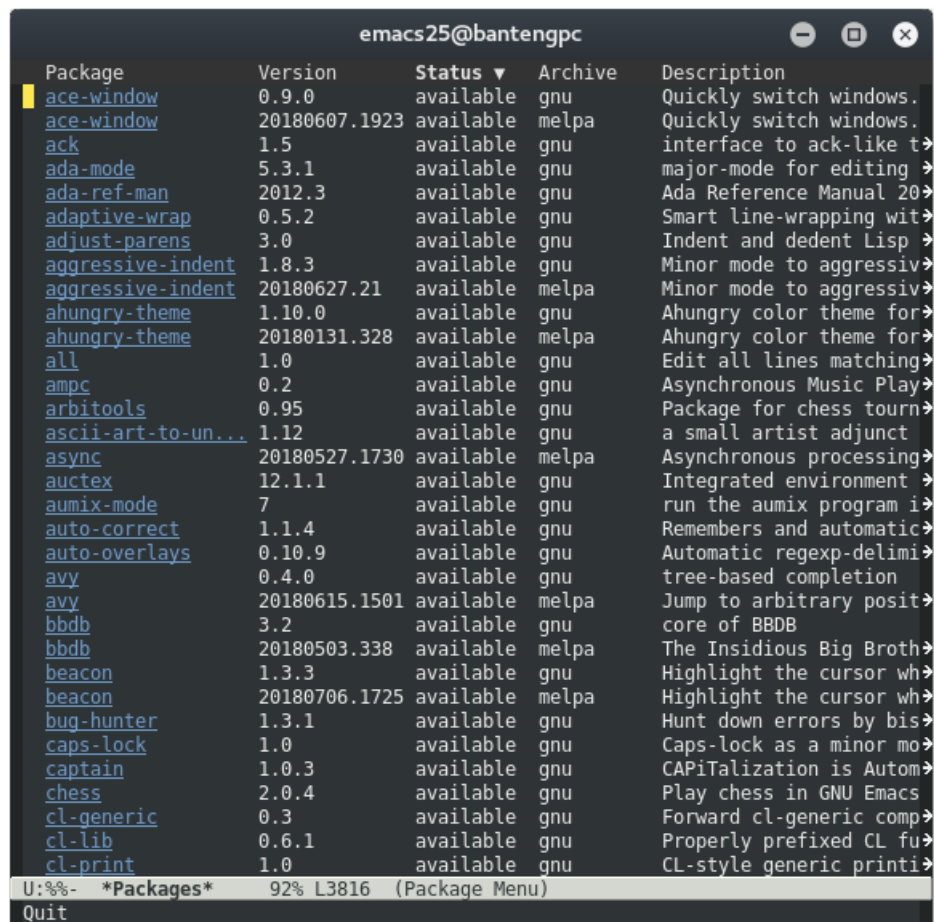 emacs25@bantengpc
Package Version Status ▼ Archive Description
ace-window 0.9.0 available gnu Quickly switch windows.
ace-window 20180607.1923 available melpa Quickly switch windows.
ack 1.5 available gnu interface to ack-like t→
ada-mode 5.3.1 available gnu major-mode for editing →
ada-ref-man 2012.3 available gnu Ada Reference Manual 20→
adaptive-wrap 0.5.2 available gnu Smart line-wrapping wit→
adjust-parens 3.0 available gnu Indent and dedent Lisp →
aggressive-indent 1.8.3 available gnu Minor mode to aggressiv→
aggressive-indent 20180627.21 available melpa Minor mode to aggressiv→
ahungry-theme 1.10.0 available gnu Ahungry color theme for→
ahungry-theme 20180131.328 available melpa Ahungry color theme for→
all 1.0 available gnu Edit all lines matching→
ampc 0.2 available gnu Asynchronous Music Play→
arbitools 0.95 available gnu Package for chess tourn→
ascii-art-to-un... 1.12 available gnu a small artist adjunct
async 20180527.1730 available melpa Asynchronous processing→
auctex 12.1.1 available gnu Integrated environment →
aumix-mode 7 available gnu run the aumix program i→
auto-correct 1.1.4 available gnu Remembers and automatic→
auto-overlays 0.10.9 available gnu Automatic regexp-delimi→
avy 0.4.0 available gnu tree-based completion
avy 20180615.1501 available melpa Jump to arbitrary posit→
bbdb 3.2 available gnu core of BBDB
bbdb 20180503.338 available melpa The Insidious Big Broth→
beacon 1.3.3 available gnu Highlight the cursor wh→
beacon 20180706.1725 available melpa Highlight the cursor wh→
bug-hunter 1.3.1 available gnu Hunt down errors by bis→
caps-lock 1.0 available gnu Caps-lock as a minor mo→
captain 1.0.3 available gnu CAPiTalization is Autom→
chess 2.0.4 available gnu Play chess in GNU Emacs
cl-generic 0.3 available gnu Forward cl-generic comp→
cl-lib 0.6.1 available gnu Properly prefixed CL fu→
cl-print 1.0 available gnu CL-style generic printi→
U:%%- *Packages* 92% L3816 (Package Menu)
Quit